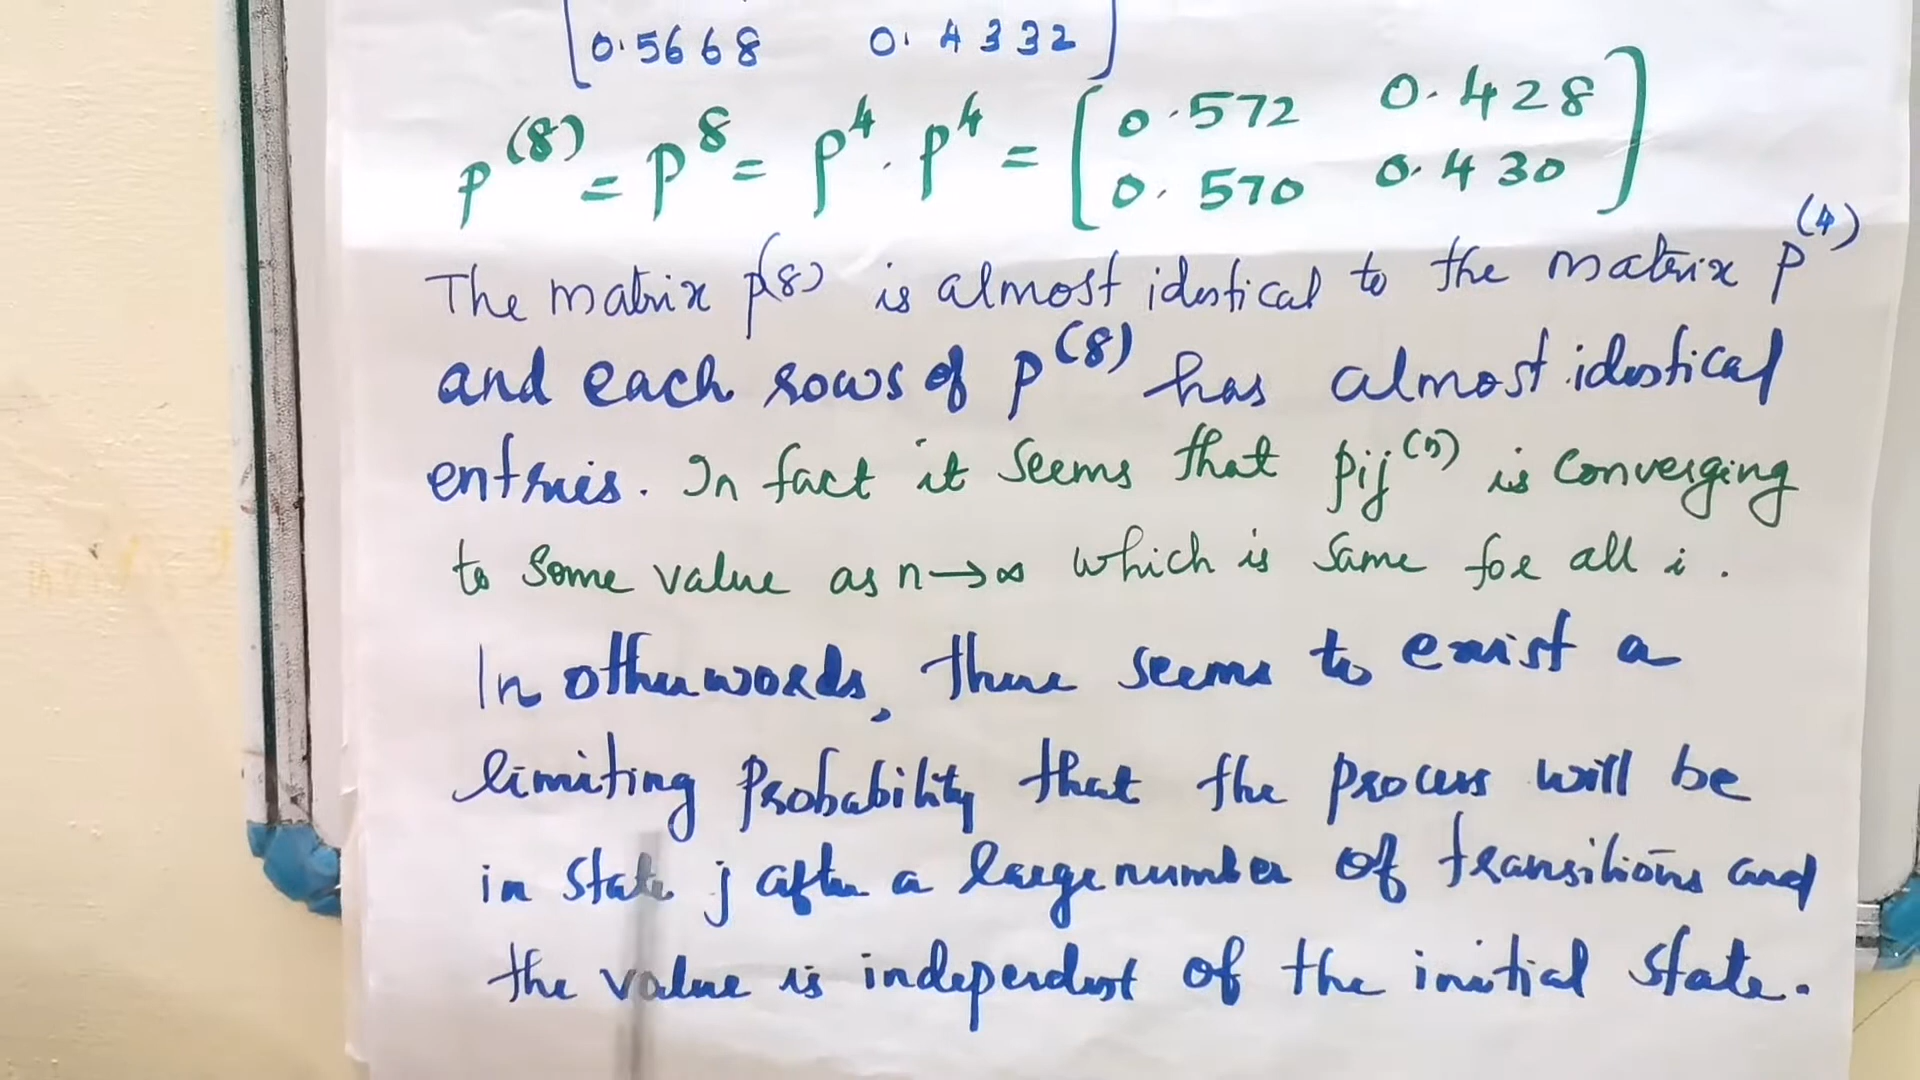 0.5668 0.4332
P^(8) = P^8 = P^4 . P^4 = [0.572 0.428
0.570 0.430]
The matrix P(8) is almost identical to the matrix P^(4)
and each rows of P^(8) has almost identical
entries. In fact it seems that Pij^(n) is converging
to some value as n→∞ which is same for all i.
In other words, there seems to exist a
limiting Probability that the process will be
in state j after a large number of transitions and
the value is independent of the initial state.